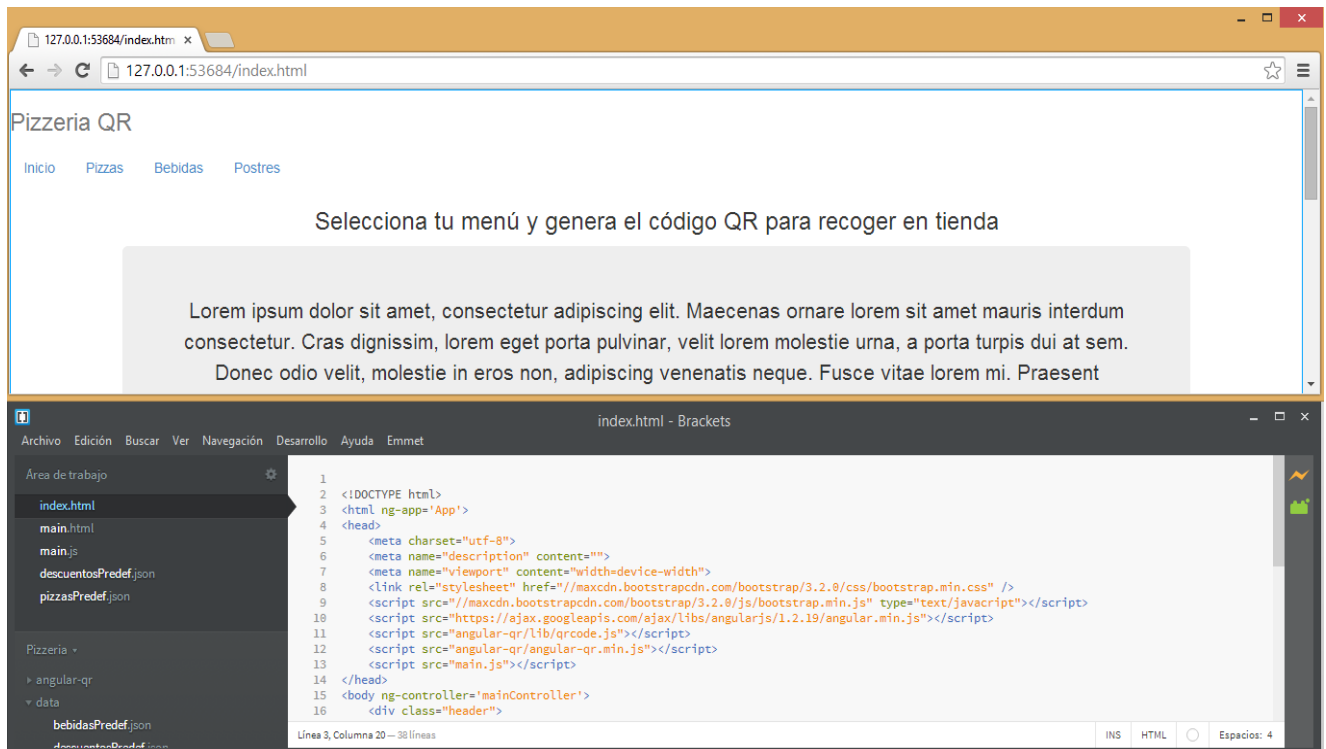 127.0.0.1:53684/index.htm
127.0.0.1:53684/index.html
Pizzeria QR
Inicio Pizzas Bebidas Postres
Selecciona tu menú y genera el código QR para recoger en tienda
Lorem ipsum dolor sit amet, consectetur adipiscing elit. Maecenas ornare lorem sit amet mauris interdum
consectetur. Cras dignissim, lorem eget porta pulvinar, velit lorem molestie urna, a porta turpis dui at sem.
Donec odio velit, molestie in eros non, adipiscing venenatis neque. Fusce vitae lorem mi. Praesent
index.html - Brackets
Archivo Edición Buscar Ver Navegación Desarrollo Ayuda Emmet
Área de trabajo
index.html
main.html
main.js
descuentosPredef.json
pizzasPredef.json
Pizzeria
angular-qr
data
bebidasPredef.json
descuentosPredef.json
1
2 <!DOCTYPE html>
3 <html ng-app='App'>
4 <head>
5 <meta charset="utf-8">
6 <meta name="description" content="">
7 <meta name="viewport" content="width=device-width">
8 <link rel="stylesheet" href="//maxcdn.bootstrapcdn.com/bootstrap/3.2.0/css/bootstrap.min.css" />
9 <script src="//maxcdn.bootstrapcdn.com/bootstrap/3.2.0/js/bootstrap.min.js" type="text/javacript"></script>
10 <script src="https://ajax.googleapis.com/ajax/libs/angularjs/1.2.19/angular.min.js"></script>
11 <script src="angular-qr/lib/qrcode.js"></script>
12 <script src="angular-qr/angular-qr.min.js"></script>
13 <script src="main.js"></script>
14 </head>
15 <body ng-controller='mainController'>
16 <div class="header">
Línea 3, Columna 20 — 38 líneas INS HTML Espacios: 4